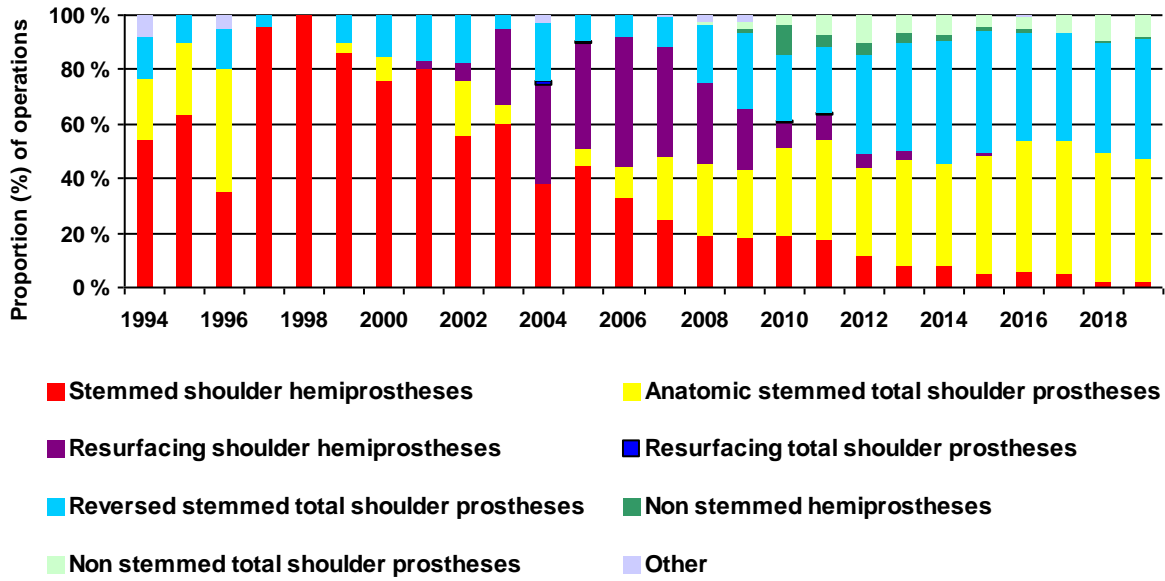 Proportion (%) of operations
100 %
80 %
60 %
40 %
20 %
0 %
1994 1996 1998 2000 2002 2004 2006 2008 2010 2012 2014 2016 2018
Stemmed shoulder hemiprostheses Anatomic stemmed total shoulder prostheses
Resurfacing shoulder hemiprostheses Resurfacing total shoulder prostheses
Reversed stemmed total shoulder prostheses Non stemmed hemiprostheses
Non stemmed total shoulder prostheses Other